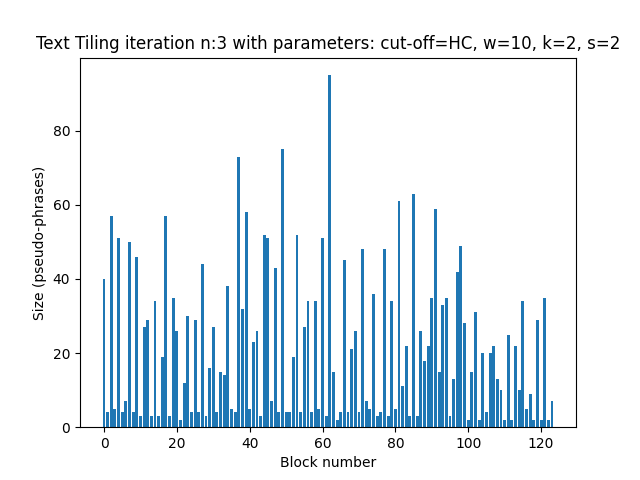 Text Tiling iteration n:3 with parameters: cut-off=HC, w=10, k=2, s=2
Size (pseudo-phrases)
80
60
40
20
0
0 20 40 60 80 100 120
Block number